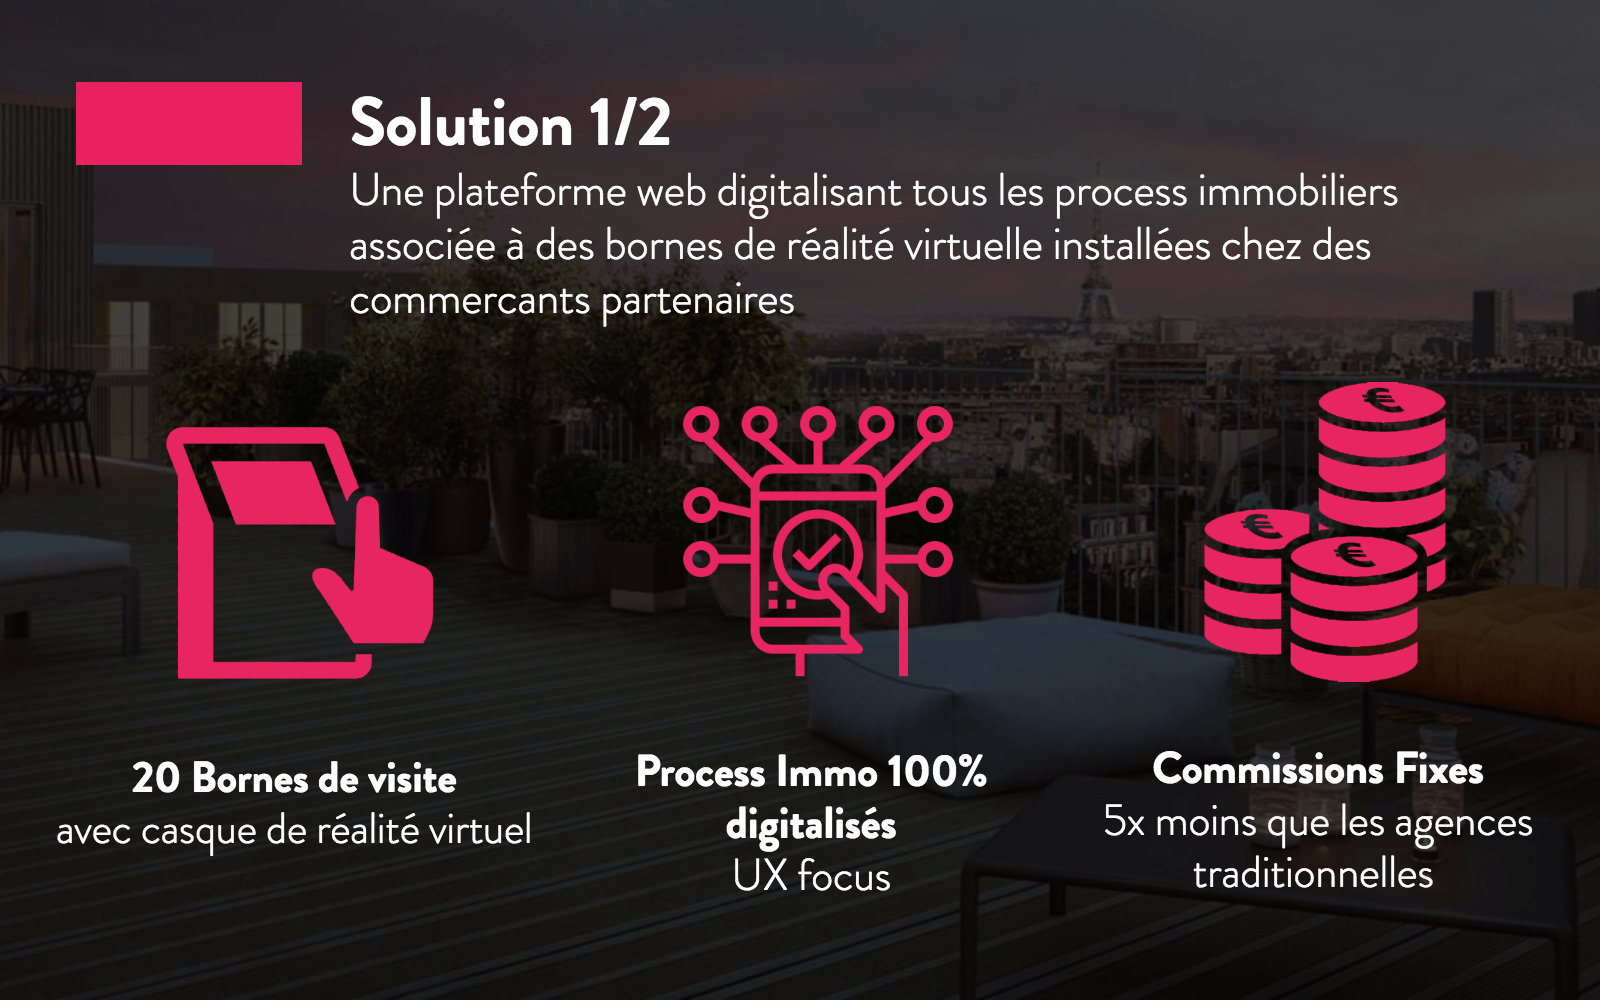 Solution 1/2
Une plateforme web digitalisant tous les process immobiliers
associée à des bornes de réalité virtuelle installées chez des
commercants partenaires
20 Bornes de visite
avec casque de réalité virtuel
Process Immo 100%
digitalisés
UX focus
Commissions Fixes
5x moins que les agences
traditionnelles